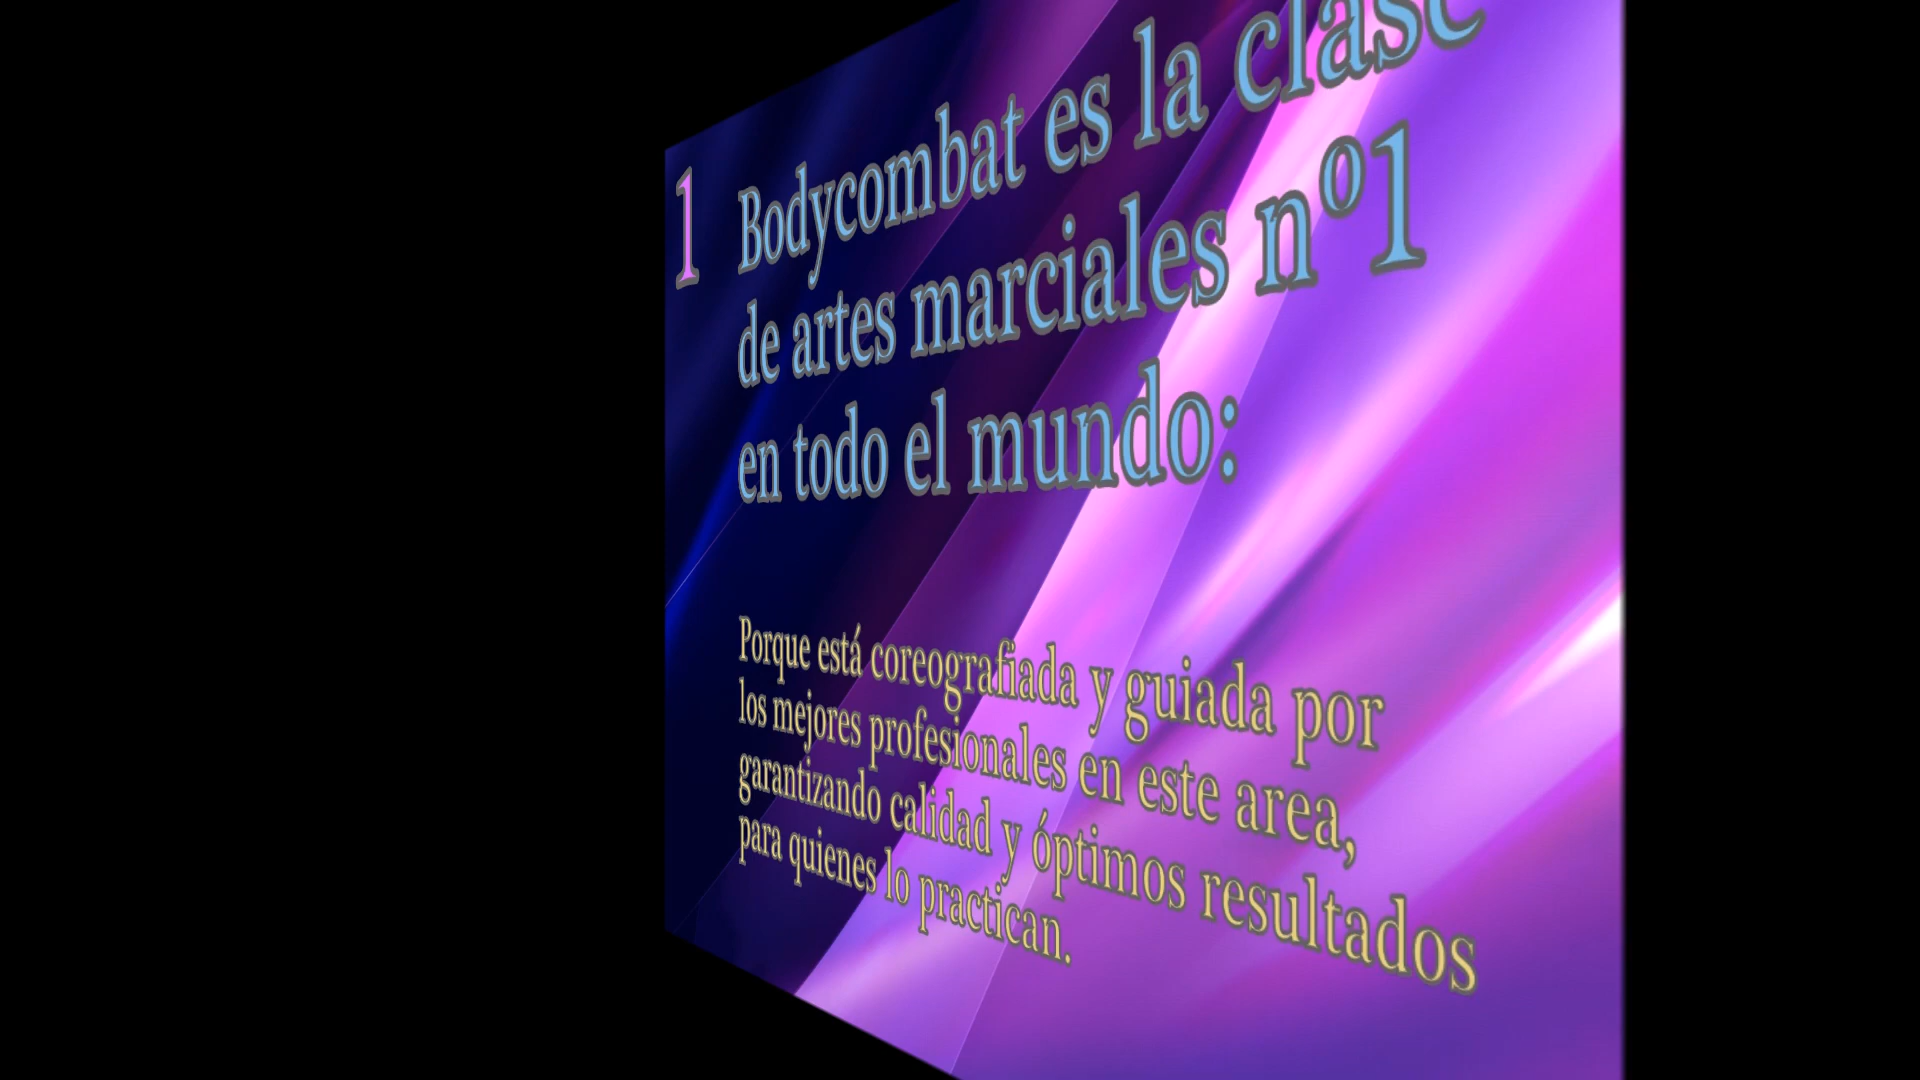 1
Bodycombat es la clase
de artes marciales nº1
en todo el mundo:
Porque está coreografiada y guiada por
los mejores profesionales en este area,
garantizando calidad y óptimos resultados
para quienes lo practican.